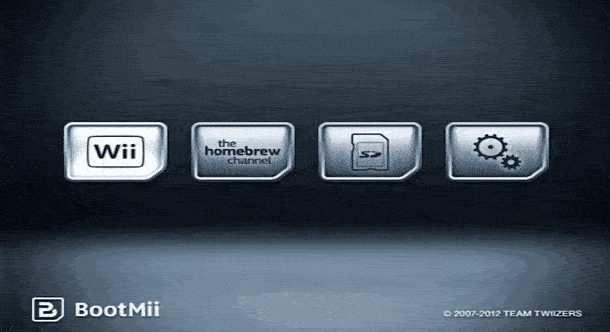 Wii
the
homebrew
channel
SD
BootMii
© 2007-2012 TEAM TWIIZERS